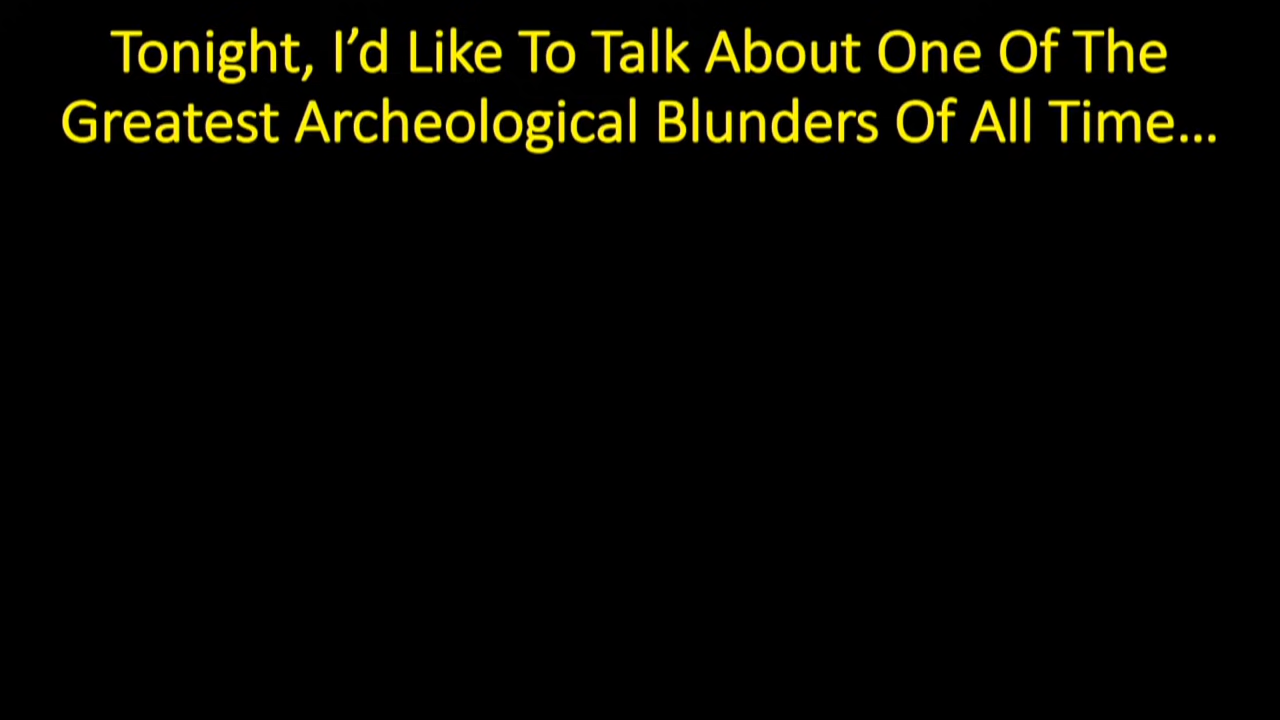 Tonight, I’d Like To Talk About One Of The
Greatest Archeological Blunders Of All Time…